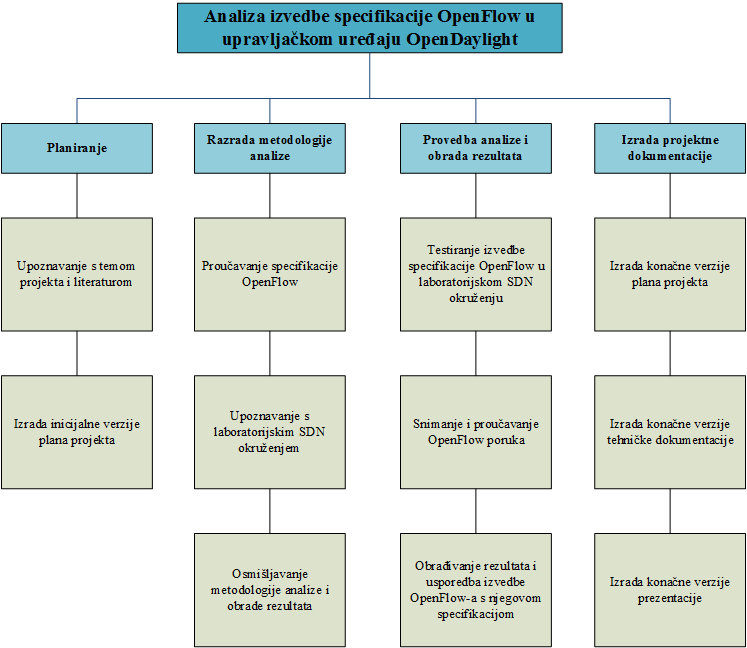 Analiza izvedbe specifikacije OpenFlow u
upravljačkom uređaju OpenDaylight
Planiranje
Razrada metodologije
analize
Provedba analize i
obrada rezultata
Izrada projektne
dokumentacije
Upoznavanje s temom
projekta i literaturom
Proučavanje specifikacije
OpenFlow
Testiranje izvedbe
specifikacije OpenFlow u
laboratorijskom SDN
okruženju
Izrada konačne verzije
plana projekta
Izrada inicijalne verzije
plana projekta
Upoznavanje s
laboratorijskim SDN
okruženjem
Snimanje i proučavanje
OpenFlow poruka
Izrada konačne verzije
tehničke dokumentacije
Osmišljavanje
metodologije analize i
obrade rezultata
Obrađivanje rezultata i
usporedba izvedbe
OpenFlow-a s njegovom
specifikacijom
Izrada konačne verzije
prezentacije